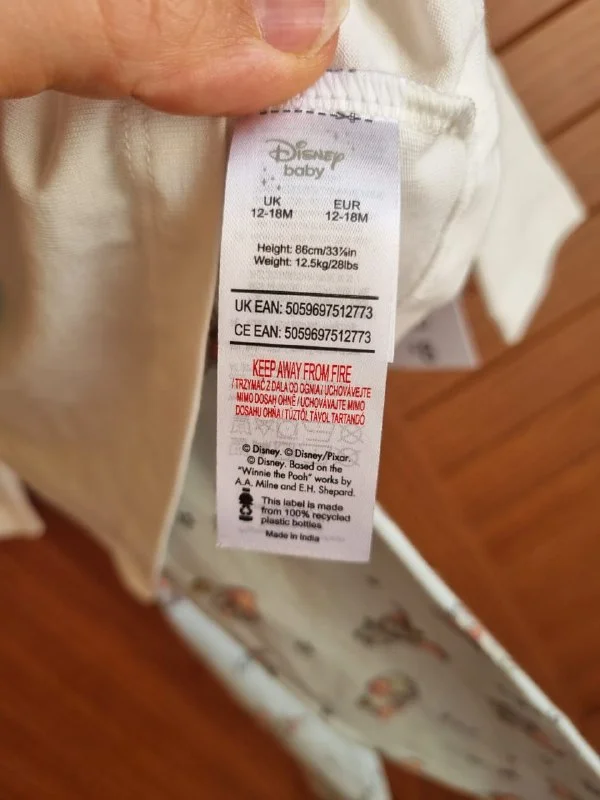 Disney
baby
UK EUR
12-18M 12-18M
Height: 86cm/33⅞in
Weight: 12.5kg/28lbs
UK EAN: 5059697512773
CE EAN: 5059697512773
KEEP AWAY FROM FIRE
/ TRZYMAĆ Z DALA OD OGNIA / UCHOVÁVEJTE
MIMO DOSAH OHNĚ / UCHOVÁVAJTE MIMO
DOSAHU OHŇA / TŰZTŐL TÁVOL TARTANDÓ
© Disney. © Disney/Pixar.
© Disney. Based on the
"Winnie the Pooh" works by
A.A. Milne and E.H. Shepard.
This label is made
from 100% recycled
plastic bottles
Made in India